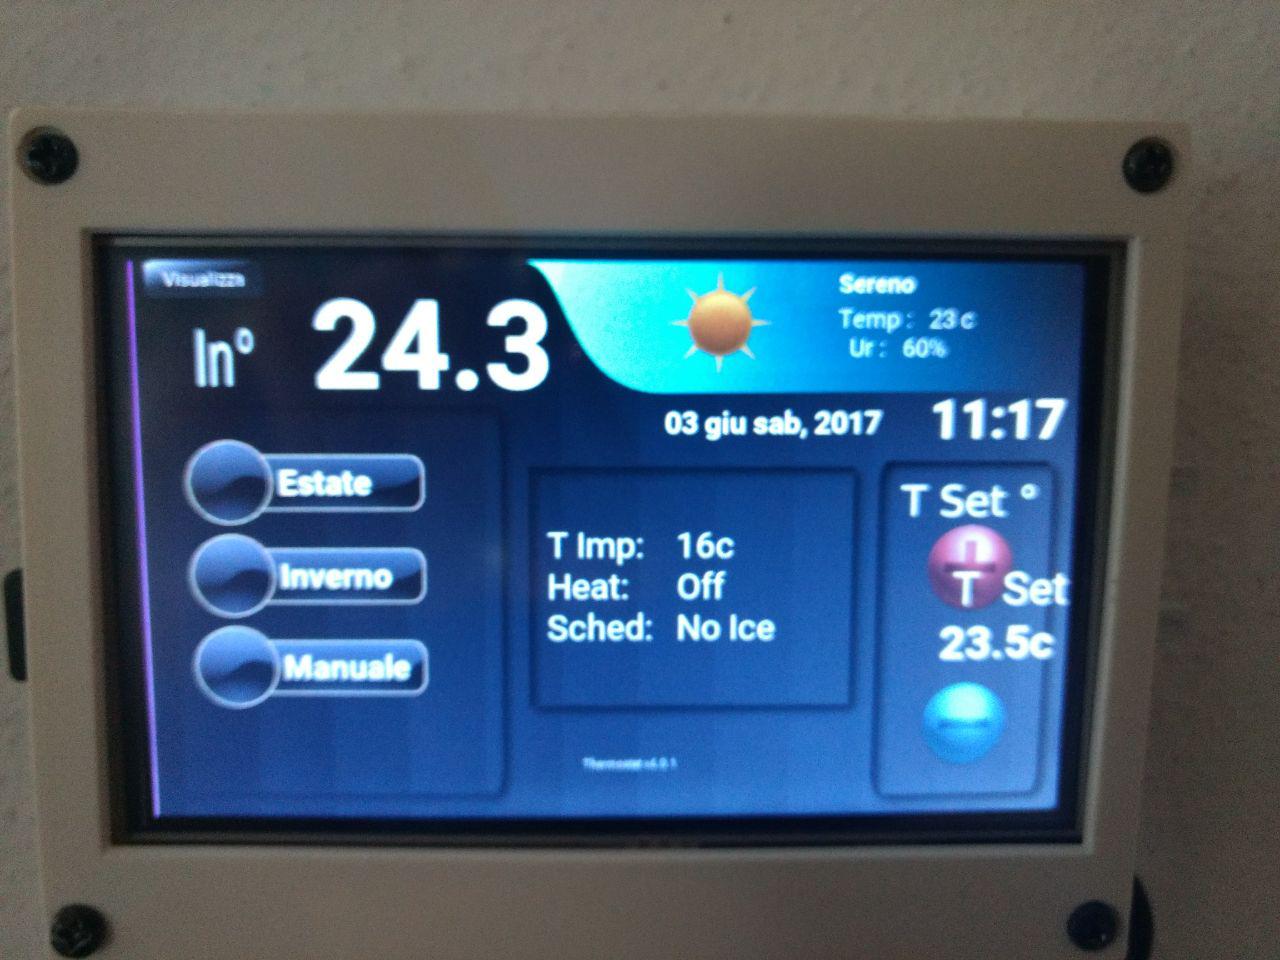 Visualizza
In° 24.3
Sereno
Temp : 23 c
Ur : 60%
03 giu sab, 2017 11:17
Estate
Inverno
Manuale
T Imp: 16c
Heat: Off
Sched: No Ice
T Set °
T Set
23.5c